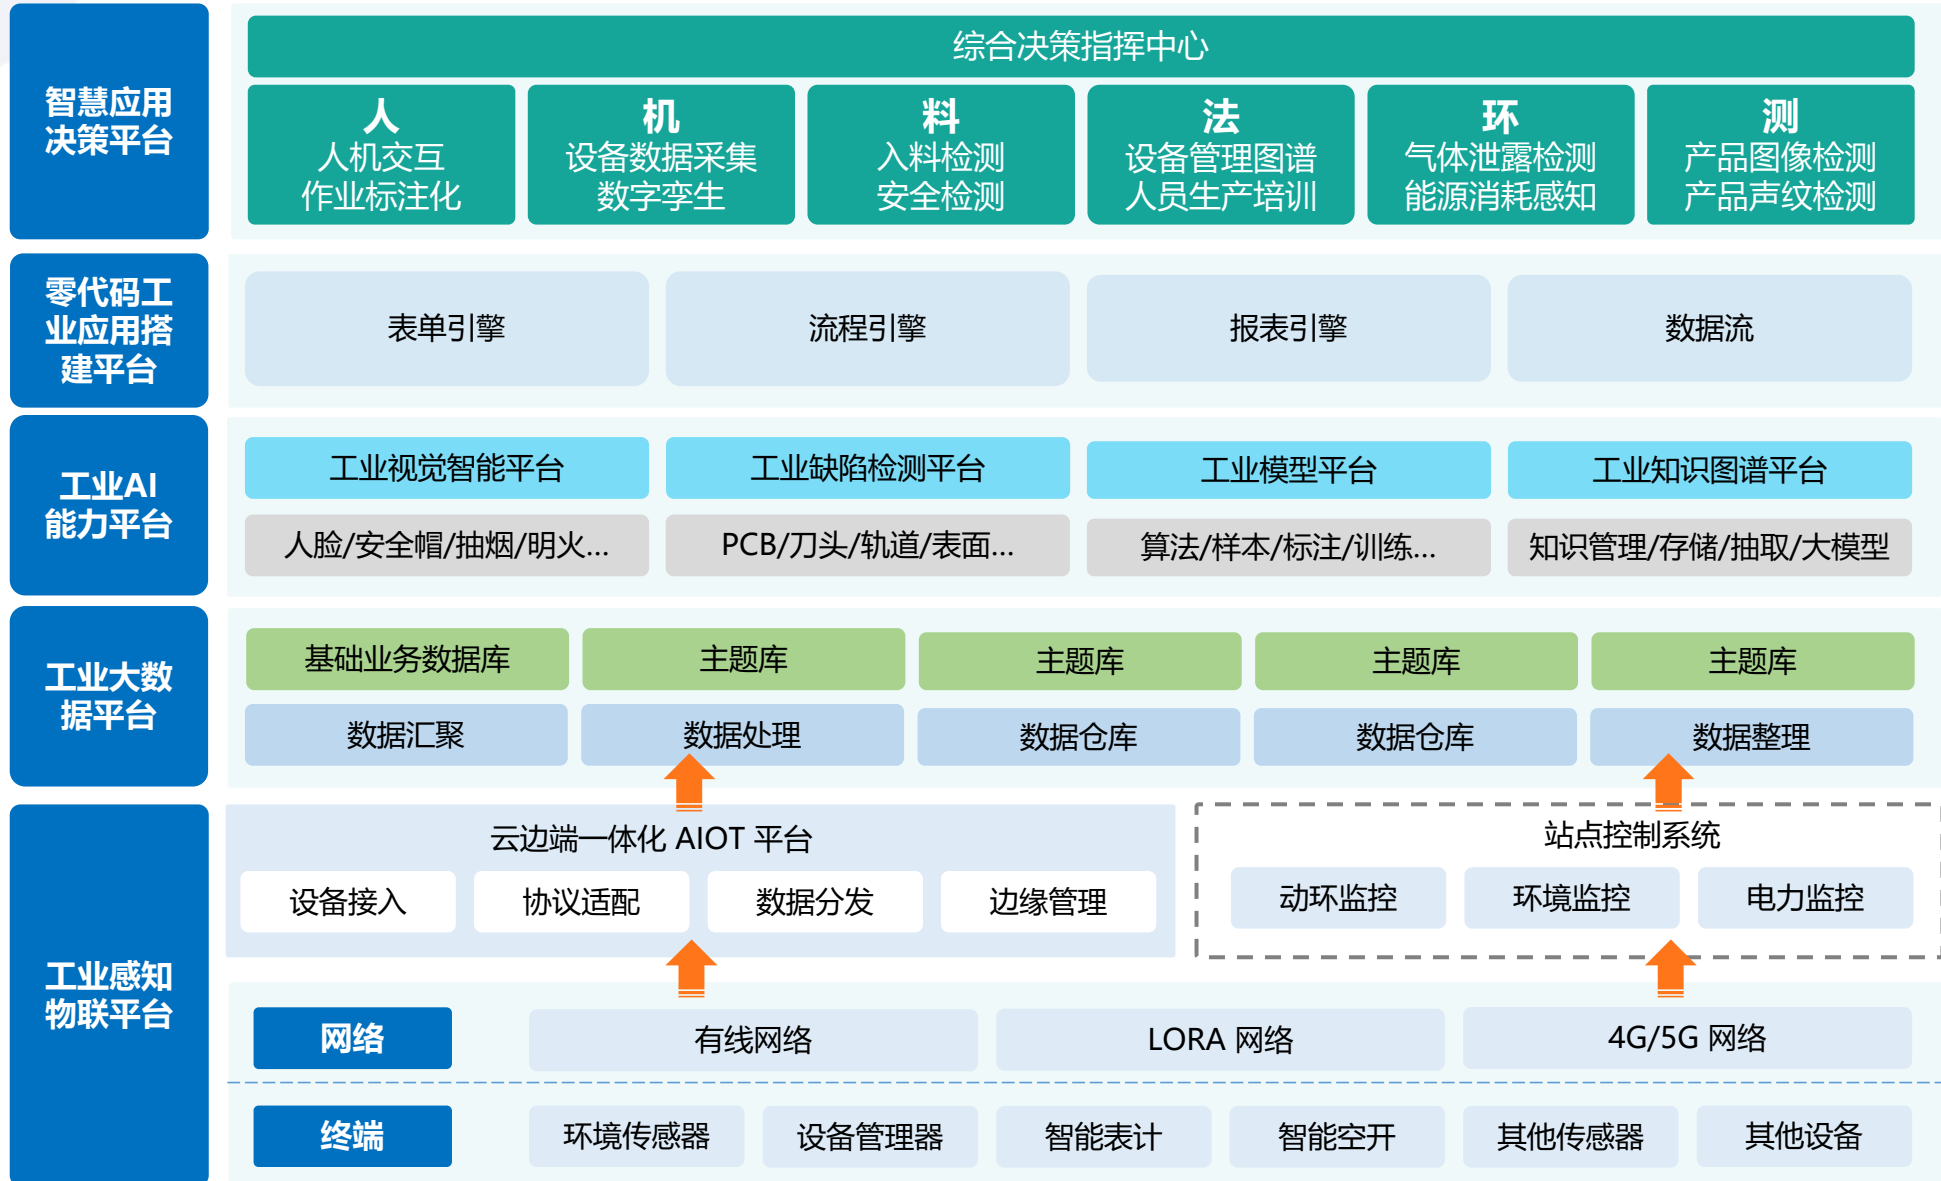 智慧应用
决策平台
综合决策指挥中心
人
人机交互
作业标注化
机
设备数据采集
数字孪生
料
入料检测
安全检测
法
设备管理图谱
人员生产培训
环
气体泄露检测
能源消耗感知
测
产品图像检测
产品声纹检测
零代码工
业应用搭
建平台
表单引擎
流程引擎
报表引擎
数据流
工业AI
能力平台
工业视觉智能平台
工业缺陷检测平台
工业模型平台
工业知识图谱平台
人脸/安全帽/抽烟/明火...
PCB/刀头/轨道/表面...
算法/样本/标注/训练...
知识管理/存储/抽取/大模型
工业大数
据平台
基础业务数据库
主题库
主题库
主题库
主题库
数据汇聚
数据处理
数据仓库
数据仓库
数据整理
工业感知
物联平台
云边端一体化 AIOT 平台
设备接入
协议适配
数据分发
边缘管理
站点控制系统
动环监控
环境监控
电力监控
网络
有线网络
LORA 网络
4G/5G 网络
终端
环境传感器
设备管理器
智能表计
智能空开
其他传感器
其他设备